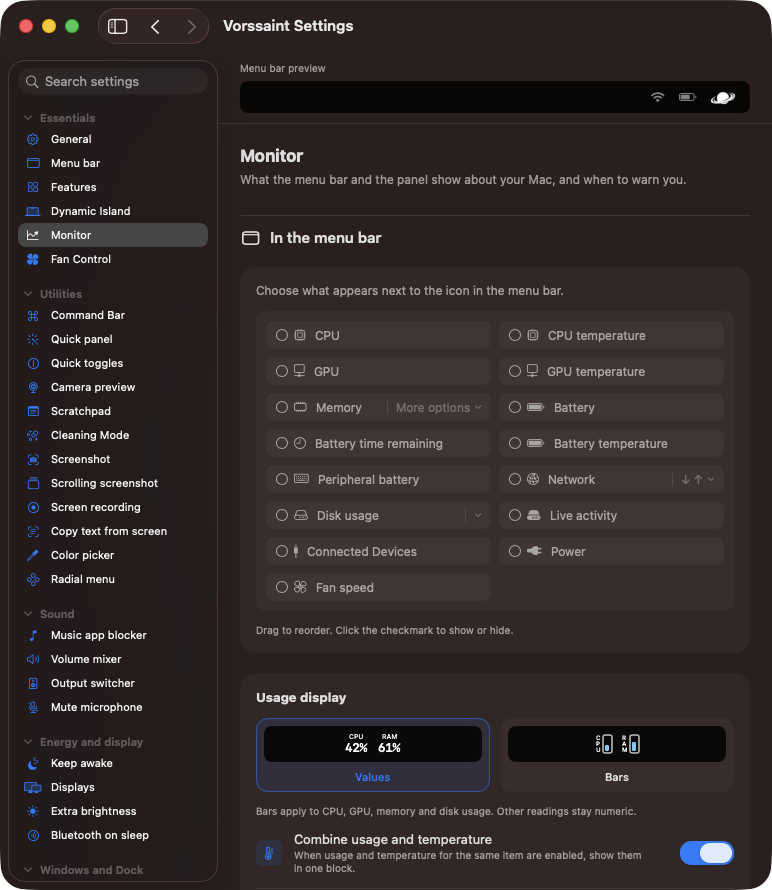 Vorssaint Settings
Search settings
Essentials
General
Menu bar
Features
Dynamic Island
Monitor
Fan Control
Utilities
Command Bar
Quick panel
Quick toggles
Camera preview
Scratchpad
Cleaning Mode
Screenshot
Scrolling screenshot
Screen recording
Copy text from screen
Color picker
Radial menu
Sound
Music app blocker
Volume mixer
Output switcher
Mute microphone
Energy and display
Keep awake
Displays
Extra brightness
Bluetooth on sleep
Windows and Dock
Menu bar preview
Monitor
What the menu bar and the panel show about your Mac, and when to warn you.
In the menu bar
Choose what appears next to the icon in the menu bar.
CPU
CPU temperature
GPU
GPU temperature
Memory More options
Battery
Battery time remaining
Battery temperature
Peripheral battery
Network
Disk usage
Live activity
Connected Devices
Power
Fan speed
Drag to reorder. Click the checkmark to show or hide.
Usage display
CPU RAM
42% 61%
Values
CPU RAM
Bars
Bars apply to CPU, GPU, memory and disk usage. Other readings stay numeric.
Combine usage and temperature
When usage and temperature for the same item are enabled, show them
in one block.